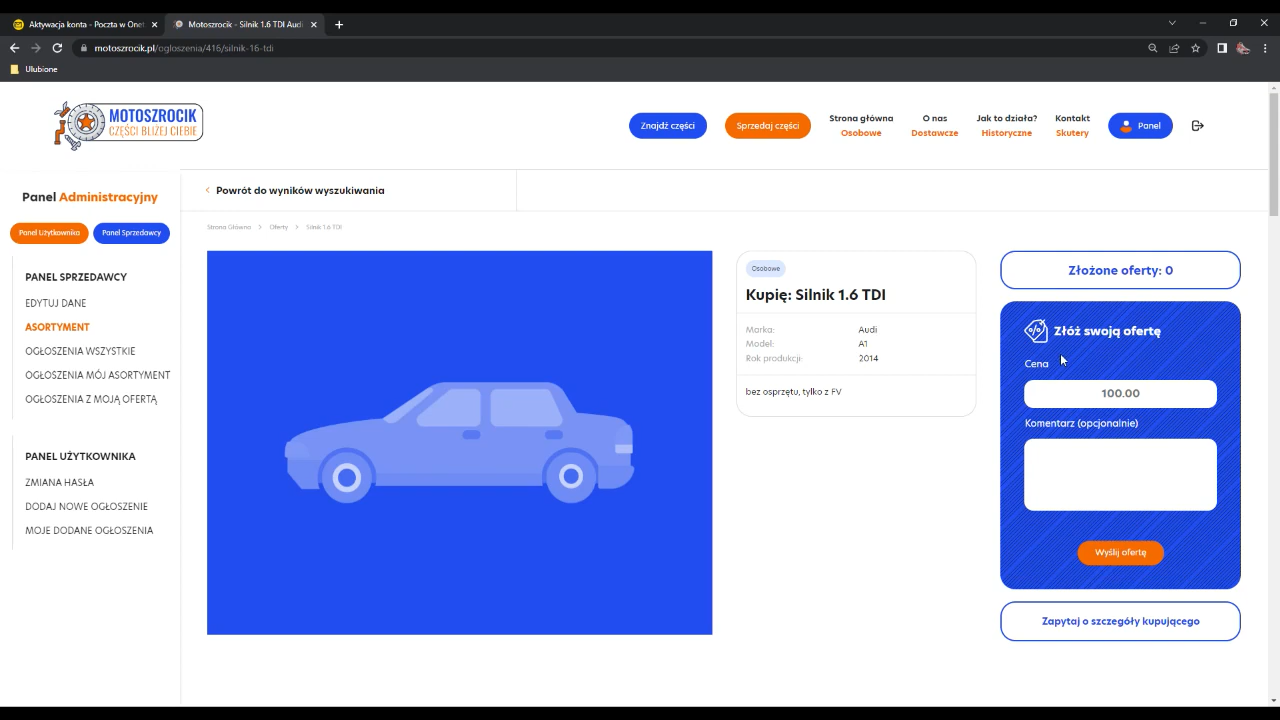 Aktywacja konta - Poczta w Onet
Motoszrocik - Silnik 1.6 TDI Audi
motoszrocik.pl/ogloszenia/416/silnik-16-tdi
Ulubione
MOTOSZROCIK
CZĘŚCI BLIŻEJ CIEBIE
Znajdź części
Sprzedaj części
Strona główna
O nas
Jak to działa?
Kontakt
Osobowe
Dostawcze
Historyczne
Skutery
Panel
Panel Administracyjny
Panel Użytkownika
Panel Sprzedawcy
PANEL SPRZEDAWCY
EDYTUJ DANE
ASORTYMENT
OGŁOSZENIA WSZYSTKIE
OGŁOSZENIA MÓJ ASORTYMENT
OGŁOSZENIA Z MOJĄ OFERTĄ
PANEL UŻYTKOWNIKA
ZMIANA HASŁA
DODAJ NOWE OGŁOSZENIE
MOJE DODANE OGŁOSZENIA
Powrót do wyników wyszukiwania
Strona Główna > Oferty > Silnik 1.6 TDI
Osobowe
Kupię: Silnik 1.6 TDI
Marka: Audi
Model: A1
Rok produkcji: 2014
bez osprzętu, tylko z FV
Złożone oferty: 0
Złóż swoją ofertę
Cena
100.00
Komentarz (opcjonalnie)
Wyślij ofertę
Zapytaj o szczegóły kupującego